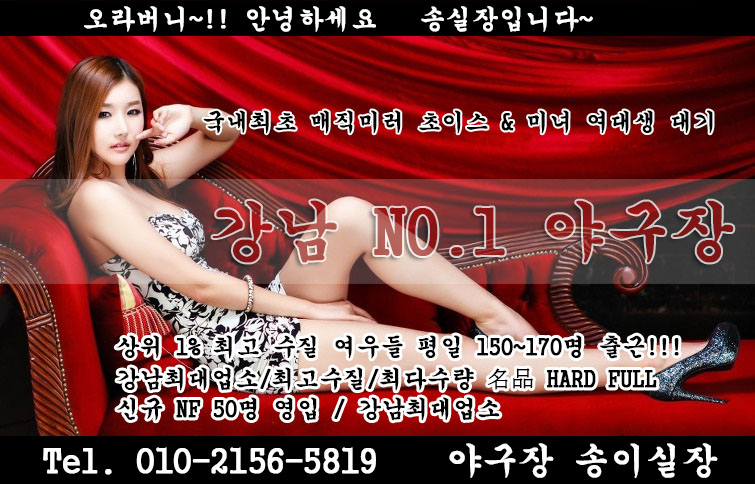 오라버니~!! 안녕하세요 송실장입니다~
국내최초 매직미러 초이스 & 미녀 여대생 대기
강남 NO.1 야구장
상위 1% 최고 수질 여우들 평일 150~170명 출근!!!
강남최대업소/최고수질/최다수량 名品 HARD FULL
신규 NF 50명 영입 / 강남최대업소
Tel. 010-2156-5819 야구장 송이실장